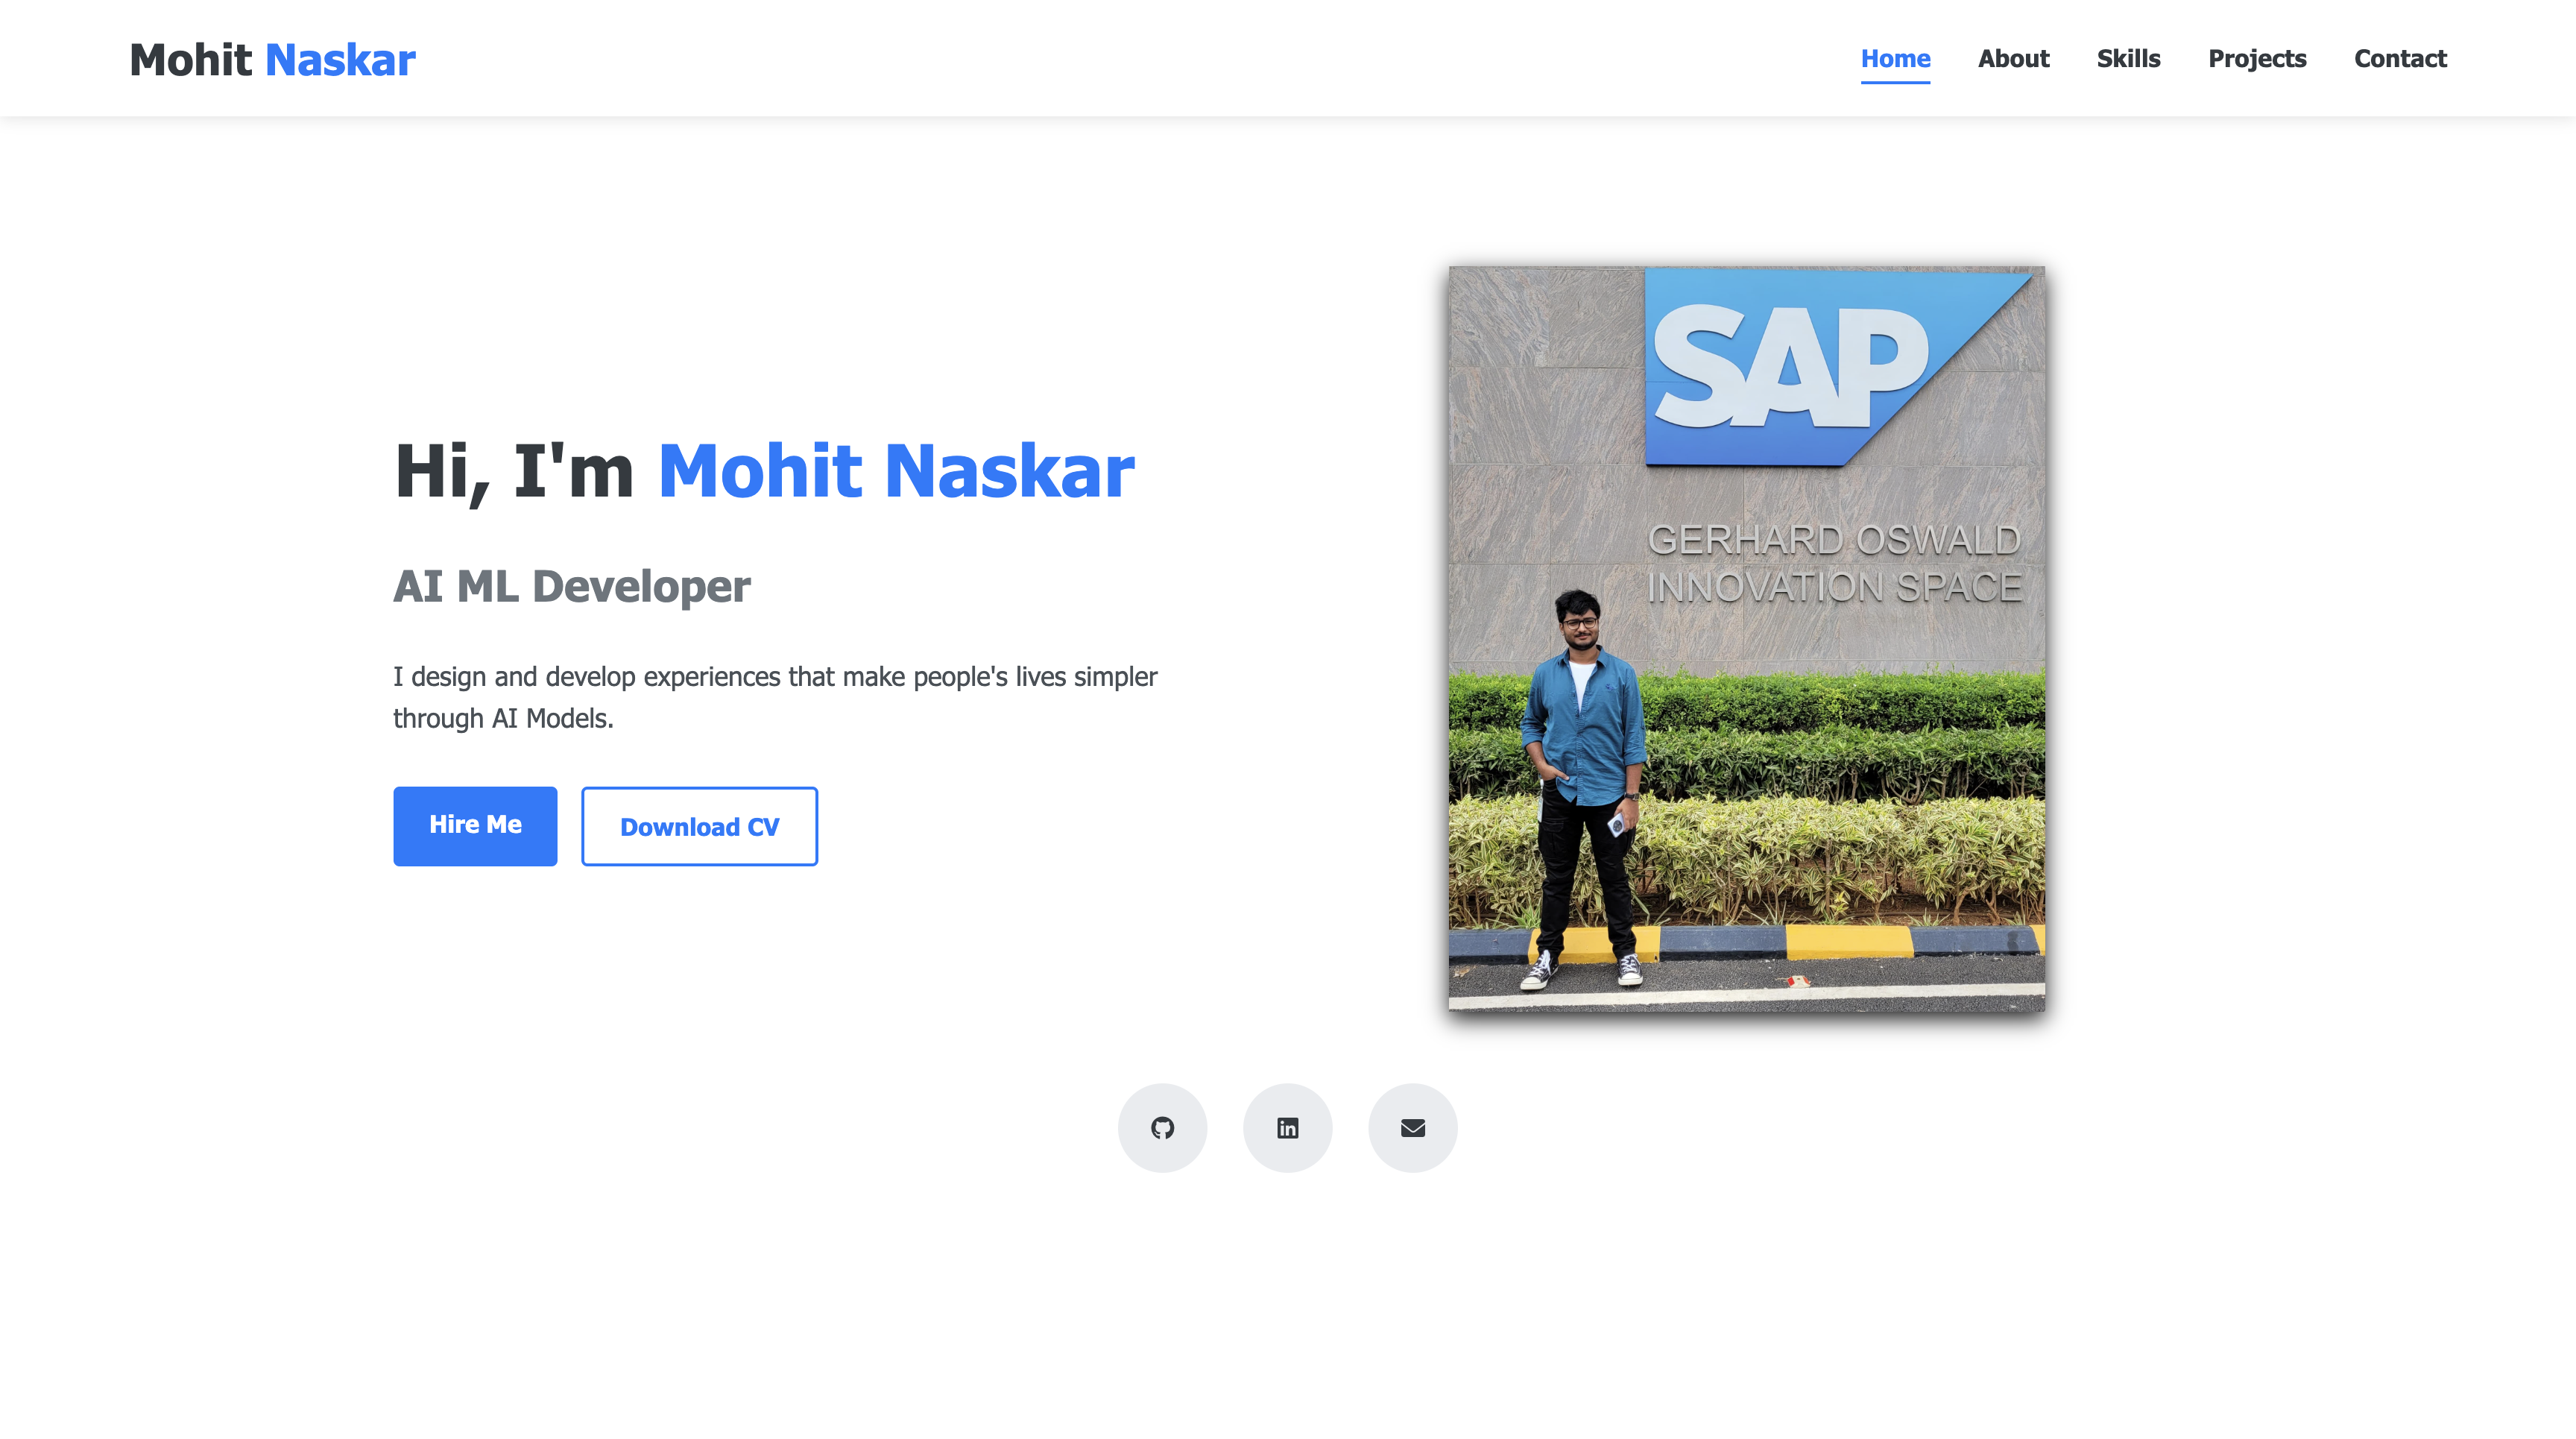 Mohit Naskar
Home About Skills Projects Contact
SAP
GERHARD OSWALD
INNOVATION SPACE
Hi, I'm Mohit Naskar
AI ML Developer
I design and develop experiences that make people's lives simpler
through AI Models.
Hire Me Download CV
in